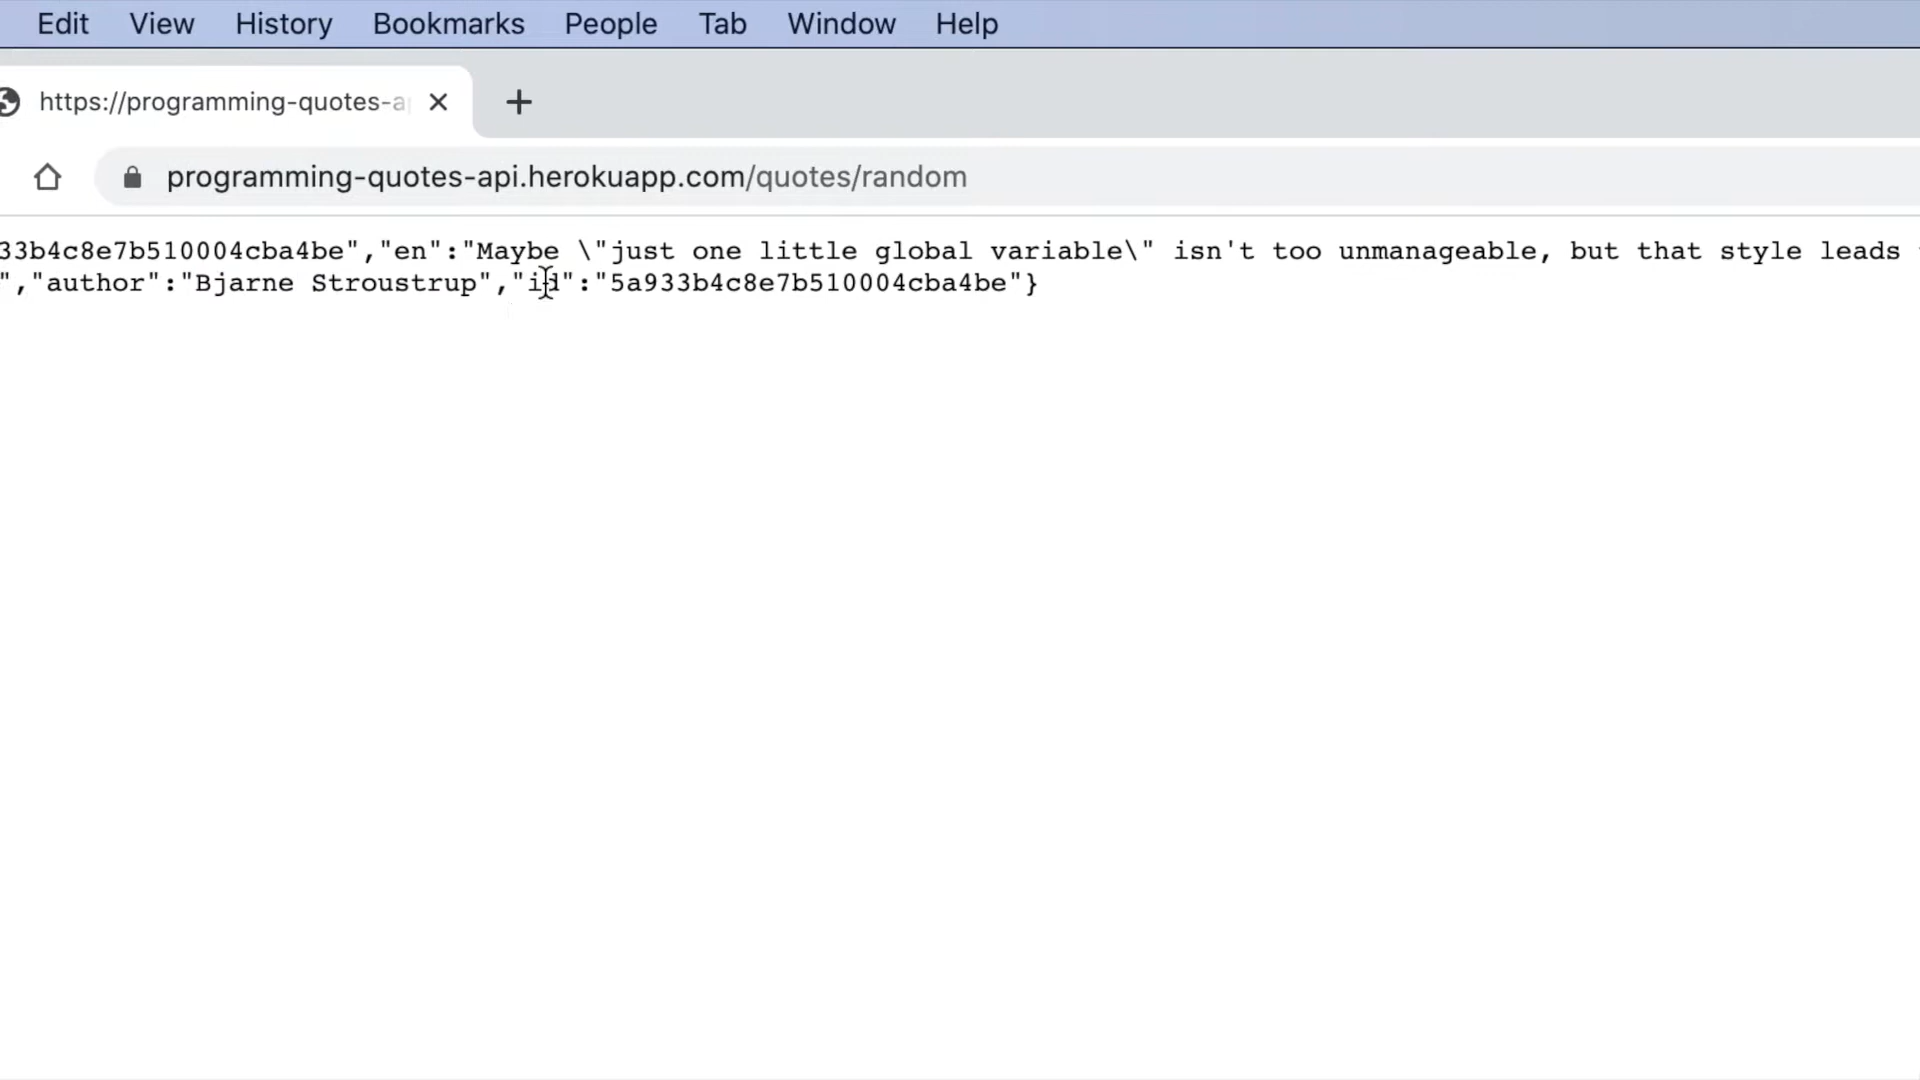 Edit View History Bookmarks People Tab Window Help
https://programming-quotes-a
programming-quotes-api.herokuapp.com/quotes/random
33b4c8e7b510004cba4be","en":"Maybe \"just one little global variable\" isn't too unmanageable, but that style leads
","author":"Bjarne Stroustrup","id":"5a933b4c8e7b510004cba4be"}